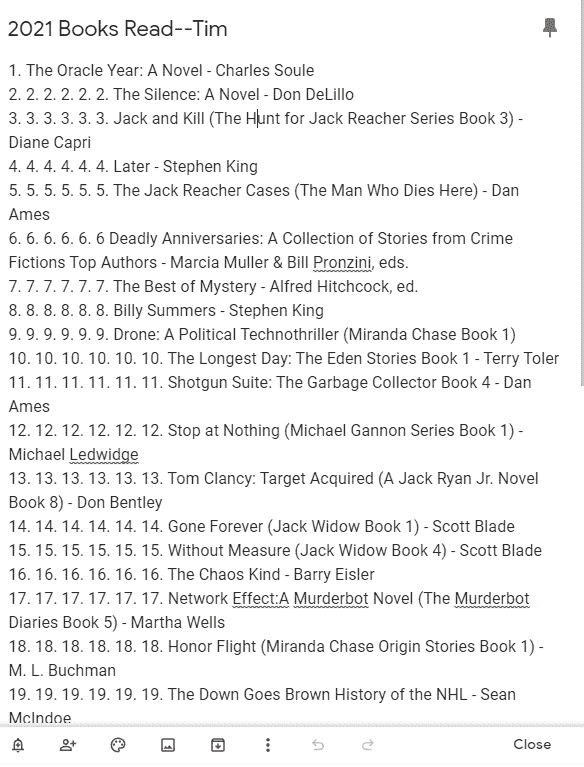 2021 Books Read--Tim
1. The Oracle Year: A Novel - Charles Soule
2. 2. 2. 2. 2. 2. The Silence: A Novel - Don DeLillo
3. 3. 3. 3. 3. 3. Jack and Kill (The Hunt for Jack Reacher Series Book 3) -
Diane Capri
4. 4. 4. 4. 4. 4. Later - Stephen King
5. 5. 5. 5. 5. 5. The Jack Reacher Cases (The Man Who Dies Here) - Dan
Ames
6. 6. 6. 6. 6. 6 Deadly Anniversaries: A Collection of Stories from Crime
Fictions Top Authors - Marcia Muller & Bill Pronzini, eds.
7. 7. 7. 7. 7. 7. The Best of Mystery - Alfred Hitchcock, ed.
8. 8. 8. 8. 8. 8. Billy Summers - Stephen King
9. 9. 9. 9. 9. 9. Drone: A Political Technothriller (Miranda Chase Book 1)
10. 10. 10. 10. 10. 10. The Longest Day: The Eden Stories Book 1 - Terry Toler
11. 11. 11. 11. 11. 11. Shotgun Suite: The Garbage Collector Book 4 - Dan
Ames
12. 12. 12. 12. 12. 12. Stop at Nothing (Michael Gannon Series Book 1) -
Michael Ledwidge
13. 13. 13. 13. 13. 13. Tom Clancy: Target Acquired (A Jack Ryan Jr. Novel
Book 8) - Don Bentley
14. 14. 14. 14. 14. 14. Gone Forever (Jack Widow Book 1) - Scott Blade
15. 15. 15. 15. 15. 15. Without Measure (Jack Widow Book 4) - Scott Blade
16. 16. 16. 16. 16. 16. The Chaos Kind - Barry Eisler
17. 17. 17. 17. 17. 17. Network Effect:A Murderbot Novel (The Murderbot
Diaries Book 5) - Martha Wells
18. 18. 18. 18. 18. 18. Honor Flight (Miranda Chase Origin Stories Book 1) -
M. L. Buchman
19. 19. 19. 19. 19. 19. The Down Goes Brown History of the NHL - Sean
McIndoe
Close